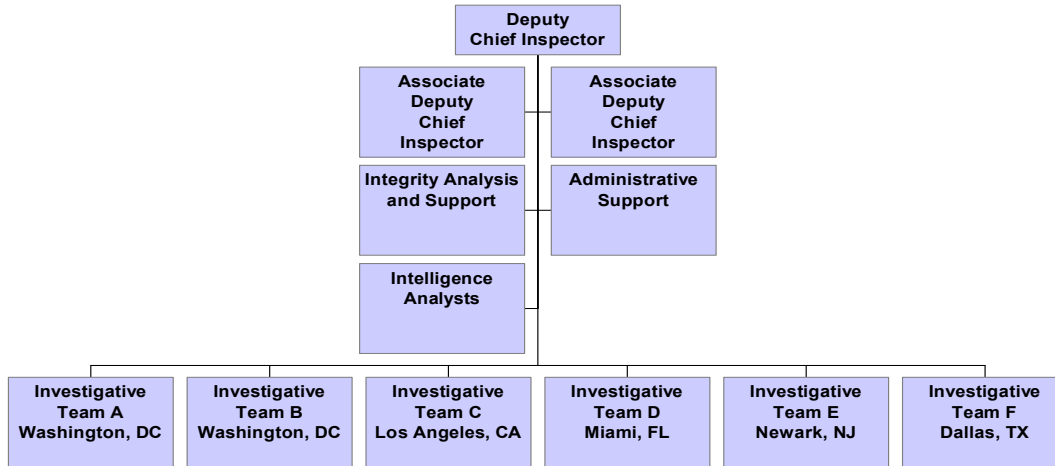 Deputy
Chief Inspector
Associate
Deputy
Chief
Inspector
Associate
Deputy
Chief
Inspector
Integrity Analysis
and Support
Administrative
Support
Intelligence
Analysts
Investigative
Team A
Washington, DC
Investigative
Team B
Washington, DC
Investigative
Team C
Los Angeles, CA
Investigative
Team D
Miami, FL
Investigative
Team E
Newark, NJ
Investigative
Team F
Dallas, TX